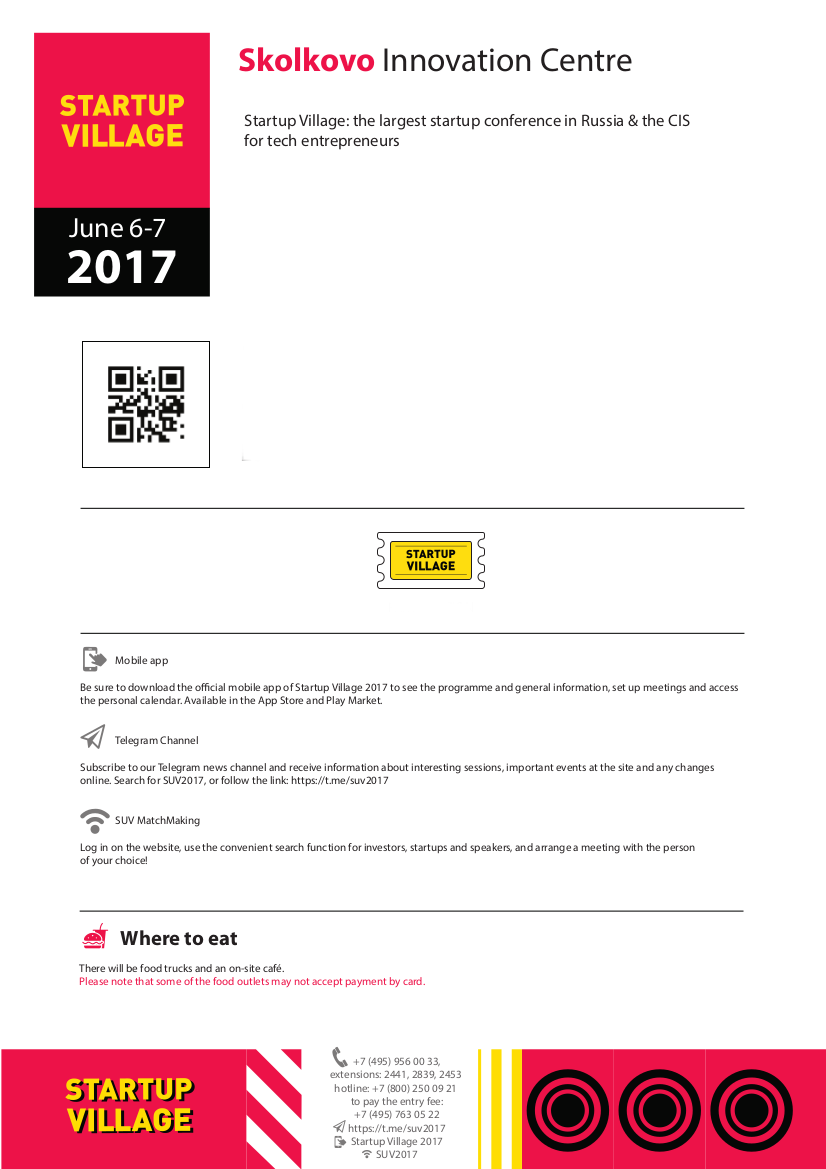 STARTUP
VILLAGE
June 6-7
2017
Skolkovo Innovation Centre
Startup Village: the largest startup conference in Russia & the CIS
for tech entrepreneurs
STARTUP
VILLAGE
Mobile app
Be sure to download the official mobile app of Startup Village 2017 to see the programme and general information, set up meetings and access
the personal calendar. Available in the App Store and Play Market.
Telegram Channel
Subscribe to our Telegram news channel and receive information about interesting sessions, important events at the site and any changes
online. Search for SUV2017, or follow the link: https://t.me/suv2017
SUV MatchMaking
Log in on the website, use the convenient search function for investors, startups and speakers, and arrange a meeting with the person
of your choice!
Where to eat
There will be food trucks and an on-site café.
Please note that some of the food outlets may not accept payment by card.
STARTUP
VILLAGE
+7 (495) 956 00 33,
extensions: 2441, 2839, 2453
hotline: +7 (800) 250 09 21
to pay the entry fee:
+7 (495) 763 05 22
https://t.me/suv2017
Startup Village 2017
SUV2017